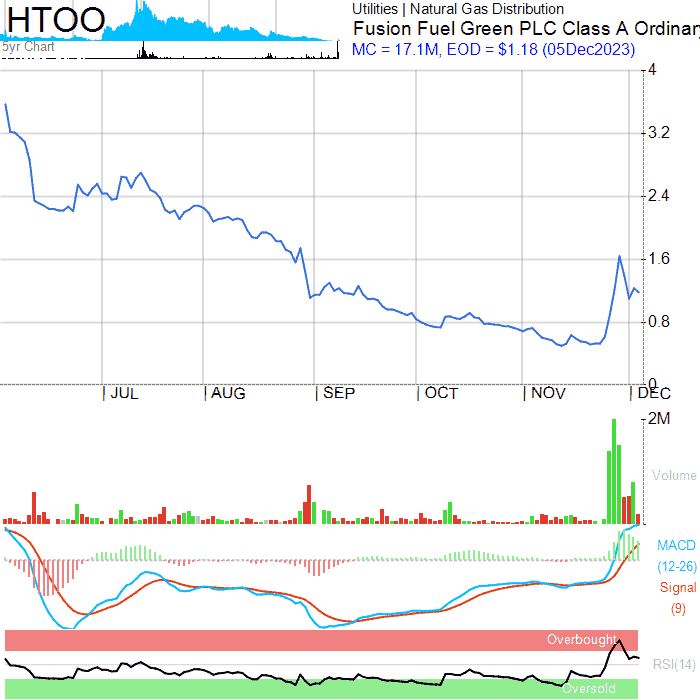 HTOO
Utilities | Natural Gas Distribution
Fusion Fuel Green PLC Class A Ordinar
5yr Chart
MC = 17.1M, EOD = $1.18 (05Dec2023)
4
3.2
2.4
1.6
0.8
0
JUL AUG SEP OCT NOV DEC
2M
Volume
MACD
(12-26)
Signal
(9)
Overbought
RSI(14)
Oversold